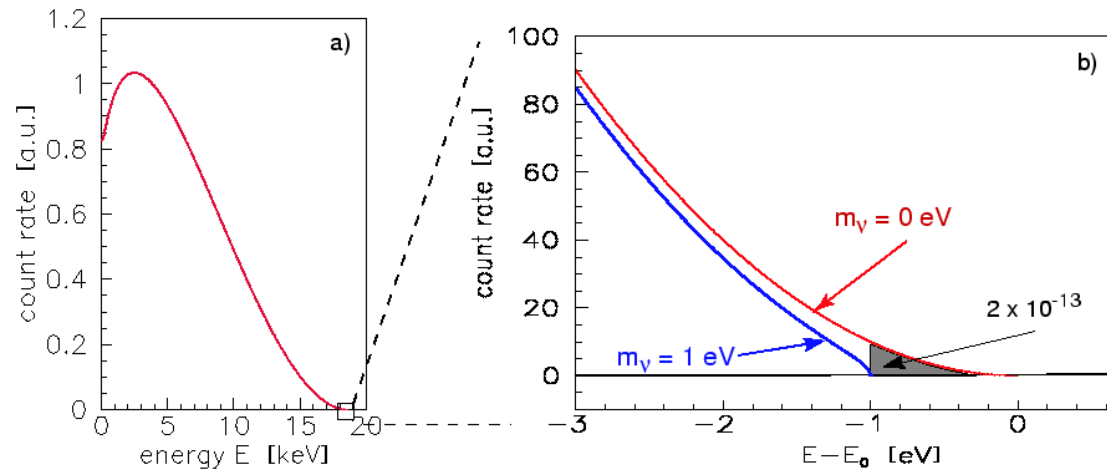 a)
1.2
1
0.8
0.6
0.4
0.2
0
0 5 10 15 20
count rate [a.u.]
energy E [keV]
b)
100
80
60
40
20
0
−3 −2 −1 0
count rate [a.u.]
E−E₀ [eV]
mν = 0 eV
2 x 10⁻¹³
mν = 1 eV